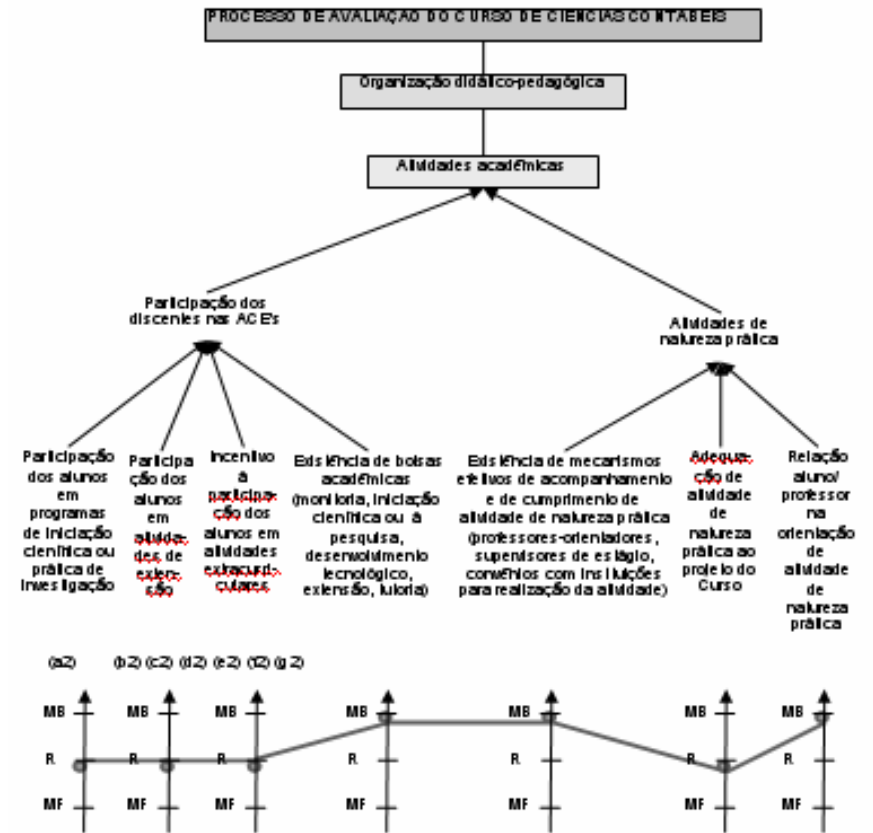 PROCESSO DE AVALIAÇÃO DO CURSO DE CIENCIAS CONTABEIS
Organização didático-pedagógica
Atividades acadêmicas
Participação dos
discentes nas ACE's
Atividades de
natureza prática
Participação
dos alunos
em
programas
de iniciação
científica ou
prática de
investigação
Participa
ção dos
alunos
em
ativida-
des de
exten-
são
Incentivo
à
participa-
ção dos
alunos em
atividades
extracurri-
culares
Existência de bolsas
acadêmicas
(monitoria, iniciação
científica ou à
pesquisa,
desenvolvimento
tecnológico,
extensão, tutoria)
Existência de mecanismos
efetivos de acompanhamento
e de cumprimento de
atividade de natureza prática
(professores-orientadores,
supervisores de estágio,
convênios com instituições
para realização da atividade)
Adequa-
ção de
atividade
de
natureza
prática ao
projeto do
Curso
Relação
aluno/
professor
na
orientação
de
atividade
de
natureza
prática
(a2) (b2) (c2) (d2) (e2) (f2) (g2)
MB MB MB MB MB MB MB
R R R R R R R
MF MF MF MF MF MF MF